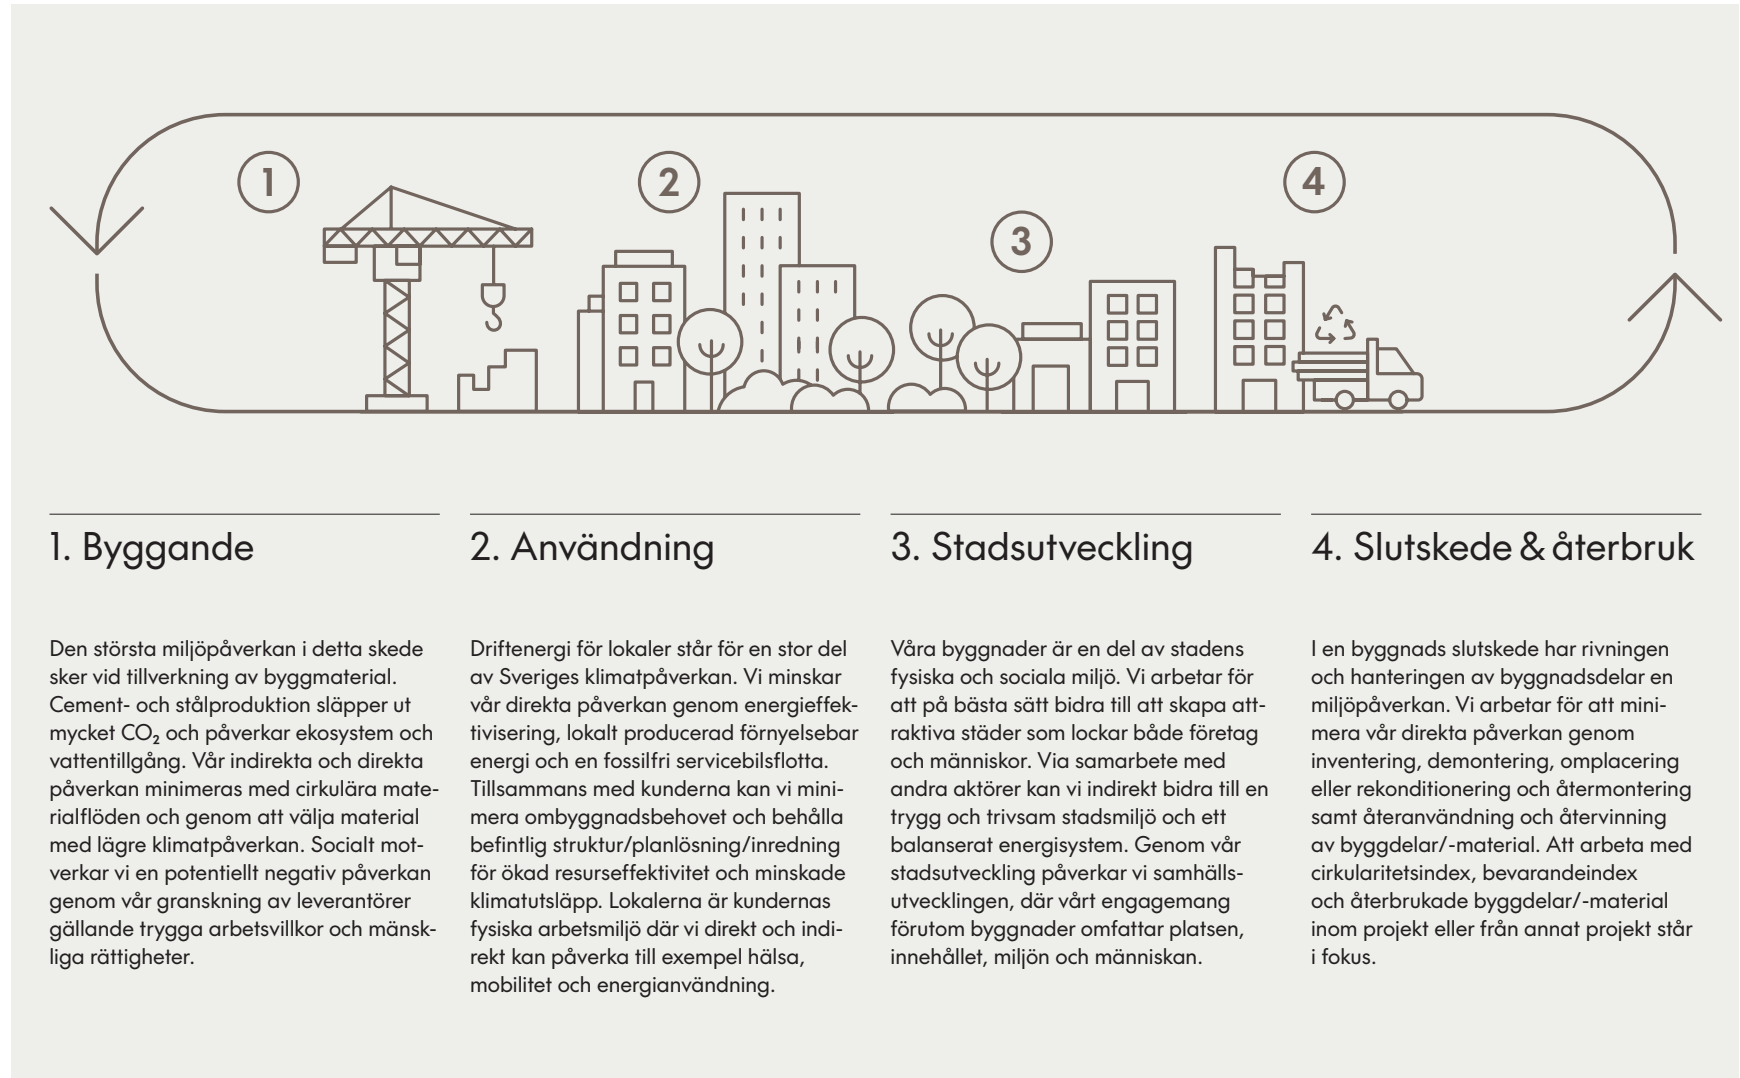 1
2
3
4
1. Byggande
Den största miljöpåverkan i detta skede
sker vid tillverkning av byggmaterial.
Cement- och stålproduktion släpper ut
mycket CO₂ och påverkar ekosystem och
vattentillgång. Vår indirekta och direkta
påverkan minimeras med cirkulära mate-
rialflöden och genom att välja material
med lägre klimatpåverkan. Socialt mot-
verkar vi en potentiellt negativ påverkan
genom vår granskning av leverantörer
gällande trygga arbetsvillkor och mänsk-
liga rättigheter.
2. Användning
Driftenergi för lokaler står för en stor del
av Sveriges klimatpåverkan. Vi minskar
vår direkta påverkan genom energieffek-
tivisering, lokalt producerad förnyelsebar
energi och en fossilfri servicebilsflotta.
Tillsammans med kunderna kan vi mini-
mera ombyggnadsbehovet och behålla
befintlig struktur/planlösning/inredning
för ökad resurseffektivitet och minskade
klimatutsläpp. Lokalerna är kundernas
fysiska arbetsmiljö där vi direkt och indi-
rekt kan påverka till exempel hälsa,
mobilitet och energianvändning.
3. Stadsutveckling
Våra byggnader är en del av stadens
fysiska och sociala miljö. Vi arbetar för
att på bästa sätt bidra till att skapa att-
raktiva städer som lockar både företag
och människor. Via samarbete med
andra aktörer kan vi indirekt bidra till en
trygg och trivsam stadsmiljö och ett
balanserat energisystem. Genom vår
stadsutveckling påverkar vi samhälls-
utvecklingen, där vårt engagemang
förutom byggnader omfattar platsen,
innehållet, miljön och människan.
4. Slutskede & återbruk
I en byggnads slutskede har rivningen
och hanteringen av byggnadsdelar en
miljöpåverkan. Vi arbetar för att mini-
mera vår direkta påverkan genom
inventering, demontering, omplacering
eller rekonditionering och återmontering
samt återanvändning och återvinning
av byggdelar/-material. Att arbeta med
cirkularitetsindex, bevarandeindex
och återbrukade byggdelar/-material
inom projekt eller från annat projekt står
i fokus.